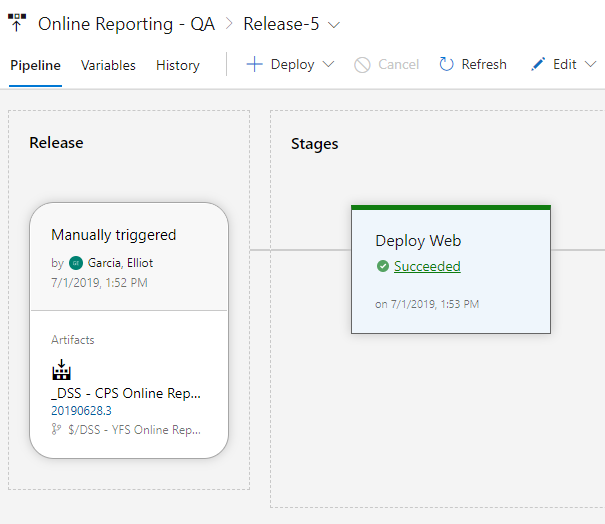 Online Reporting - QA > Release-5
Pipeline Variables History Deploy Cancel Refresh Edit
Release
Stages
Manually triggered
by GE Garcia, Elliot
7/1/2019, 1:52 PM
Artifacts
_DSS - CPS Online Rep...
20190628.3
$/DSS - YFS Online Rep...
Deploy Web
Succeeded
on 7/1/2019, 1:53 PM